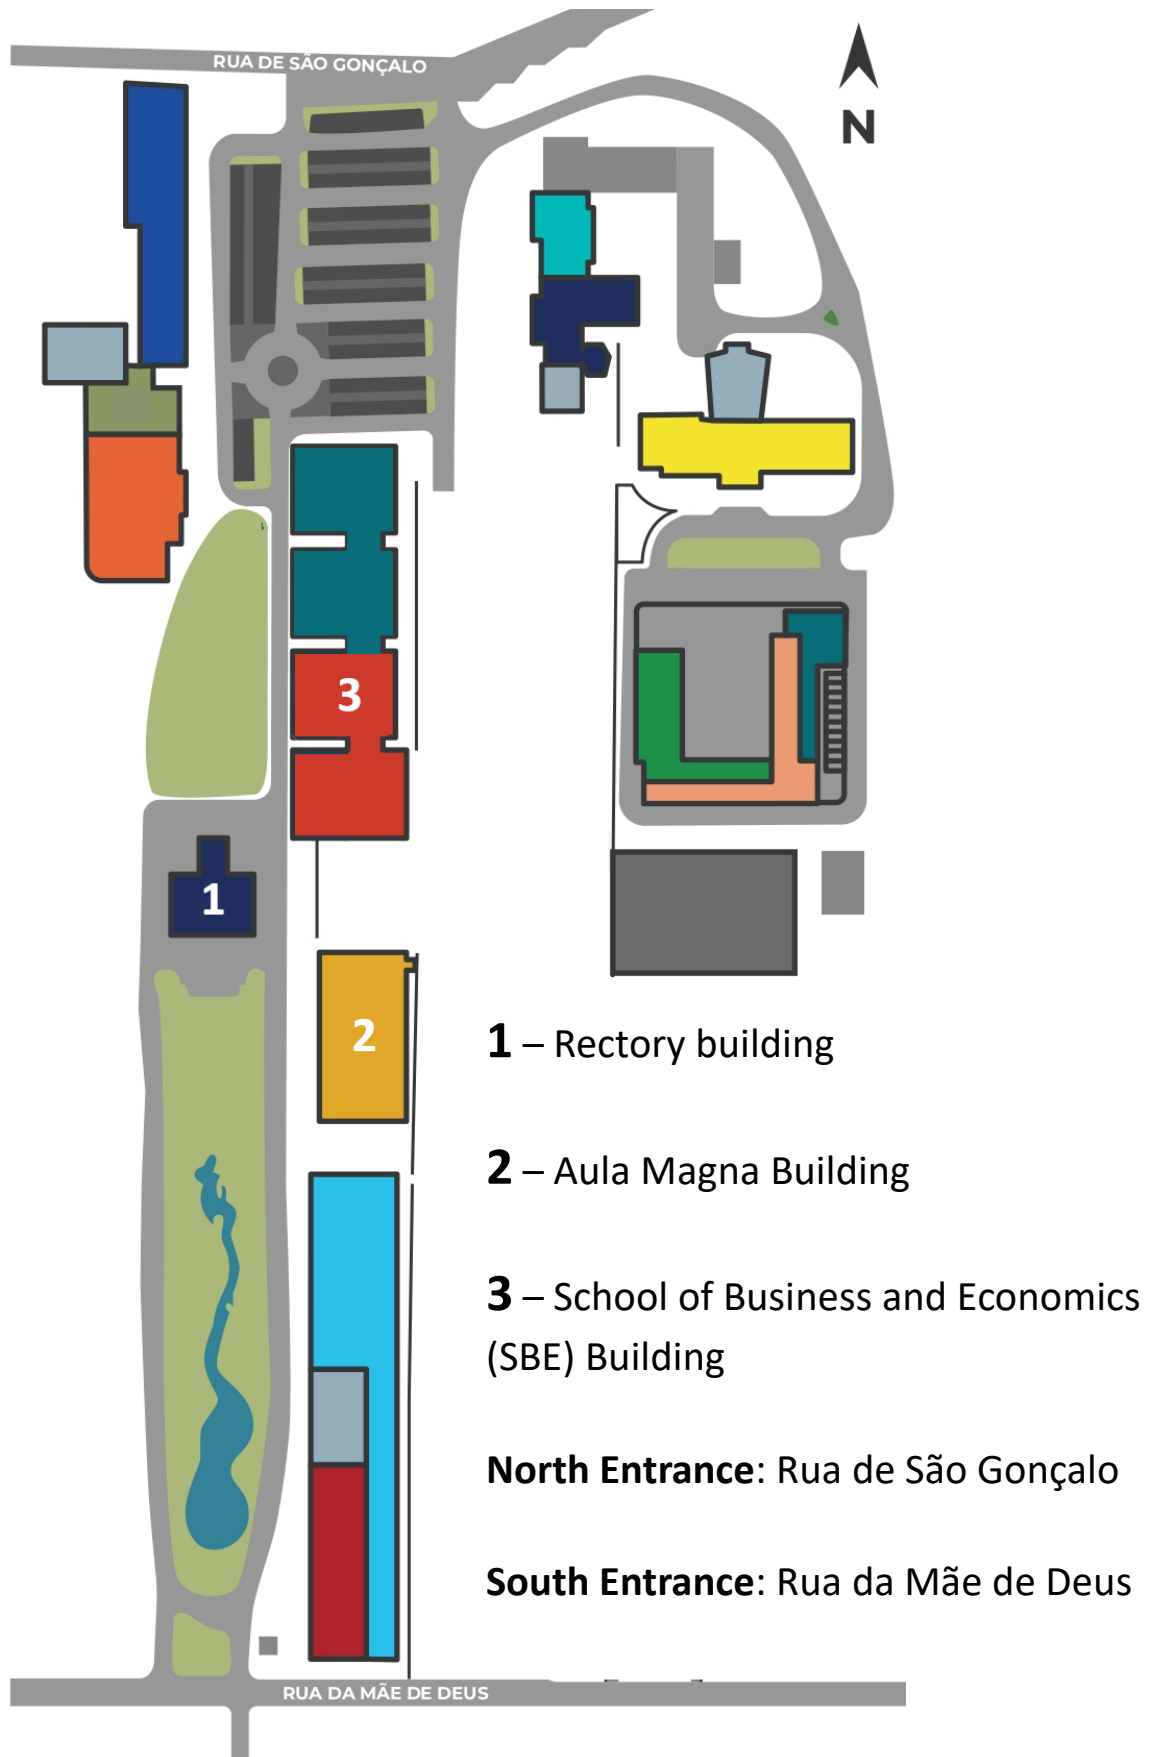 RUA DE SÃO GONÇALO
N
3
1
2
1 – Rectory building
2 – Aula Magna Building
3 – School of Business and Economics
(SBE) Building
North Entrance: Rua de São Gonçalo
South Entrance: Rua da Mãe de Deus
RUA DA MÃE DE DEUS